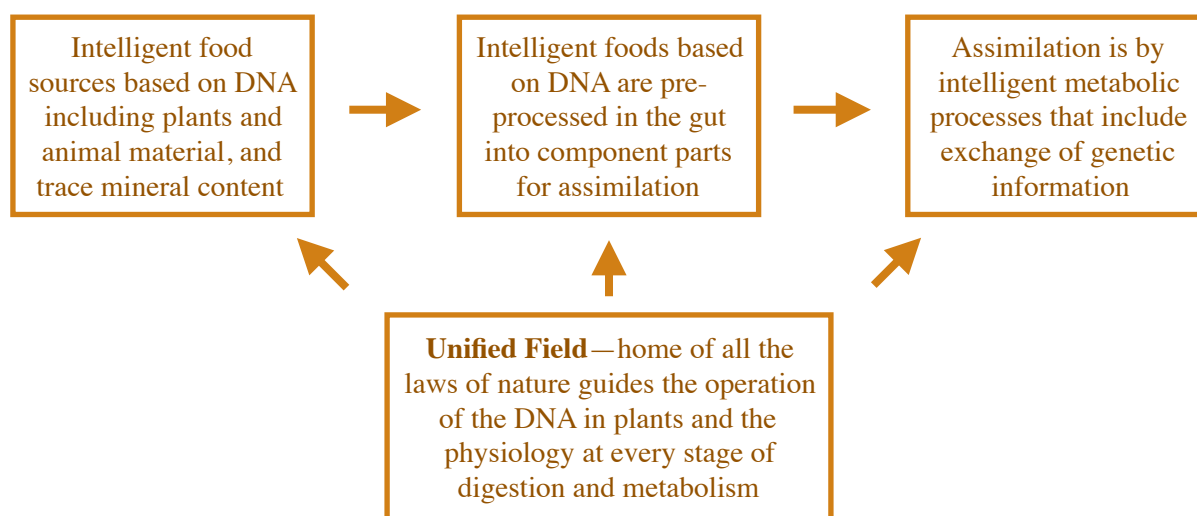 Intelligent food
sources based on DNA
including plants and
animal material, and
trace mineral content
Intelligent foods based
on DNA are pre-
processed in the gut
into component parts
for assimilation
Assimilation is by
intelligent metabolic
processes that include
exchange of genetic
information
Unified Field—home of all the
laws of nature guides the operation
of the DNA in plants and the
physiology at every stage of
digestion and metabolism